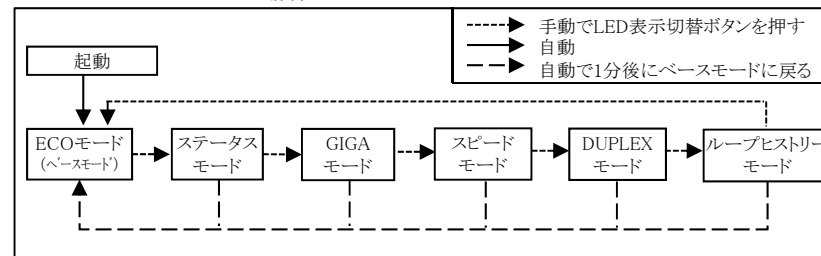 手動でLED表示切替ボタンを押す
自動
自動で1分後にベースモードに戻る
起動
ECOモード
(ベースモード)
ステータス
モード
GIGA
モード
スピード
モード
DUPLEX
モード
ループヒストリー
モード